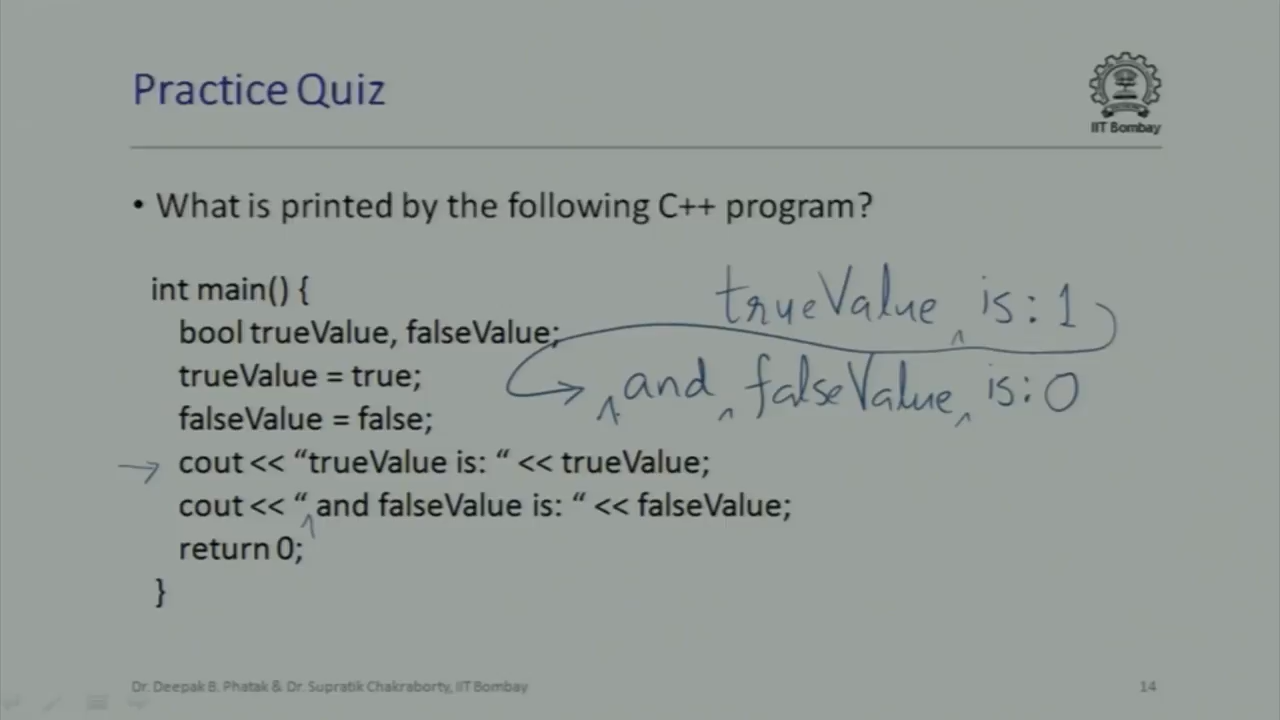 Practice Quiz
IIT Bombay
• What is printed by the following C++ program?
int main() {
bool trueValue, falseValue;
trueValue = true;
falseValue = false;
cout << “trueValue is: “ << trueValue;
cout << “ and falseValue is: “ << falseValue;
return 0;
}
trueValue is: 1
and falseValue is: 0
Dr. Deepak B. Phatak & Dr. Supratik Chakraborty, IIT Bombay
14